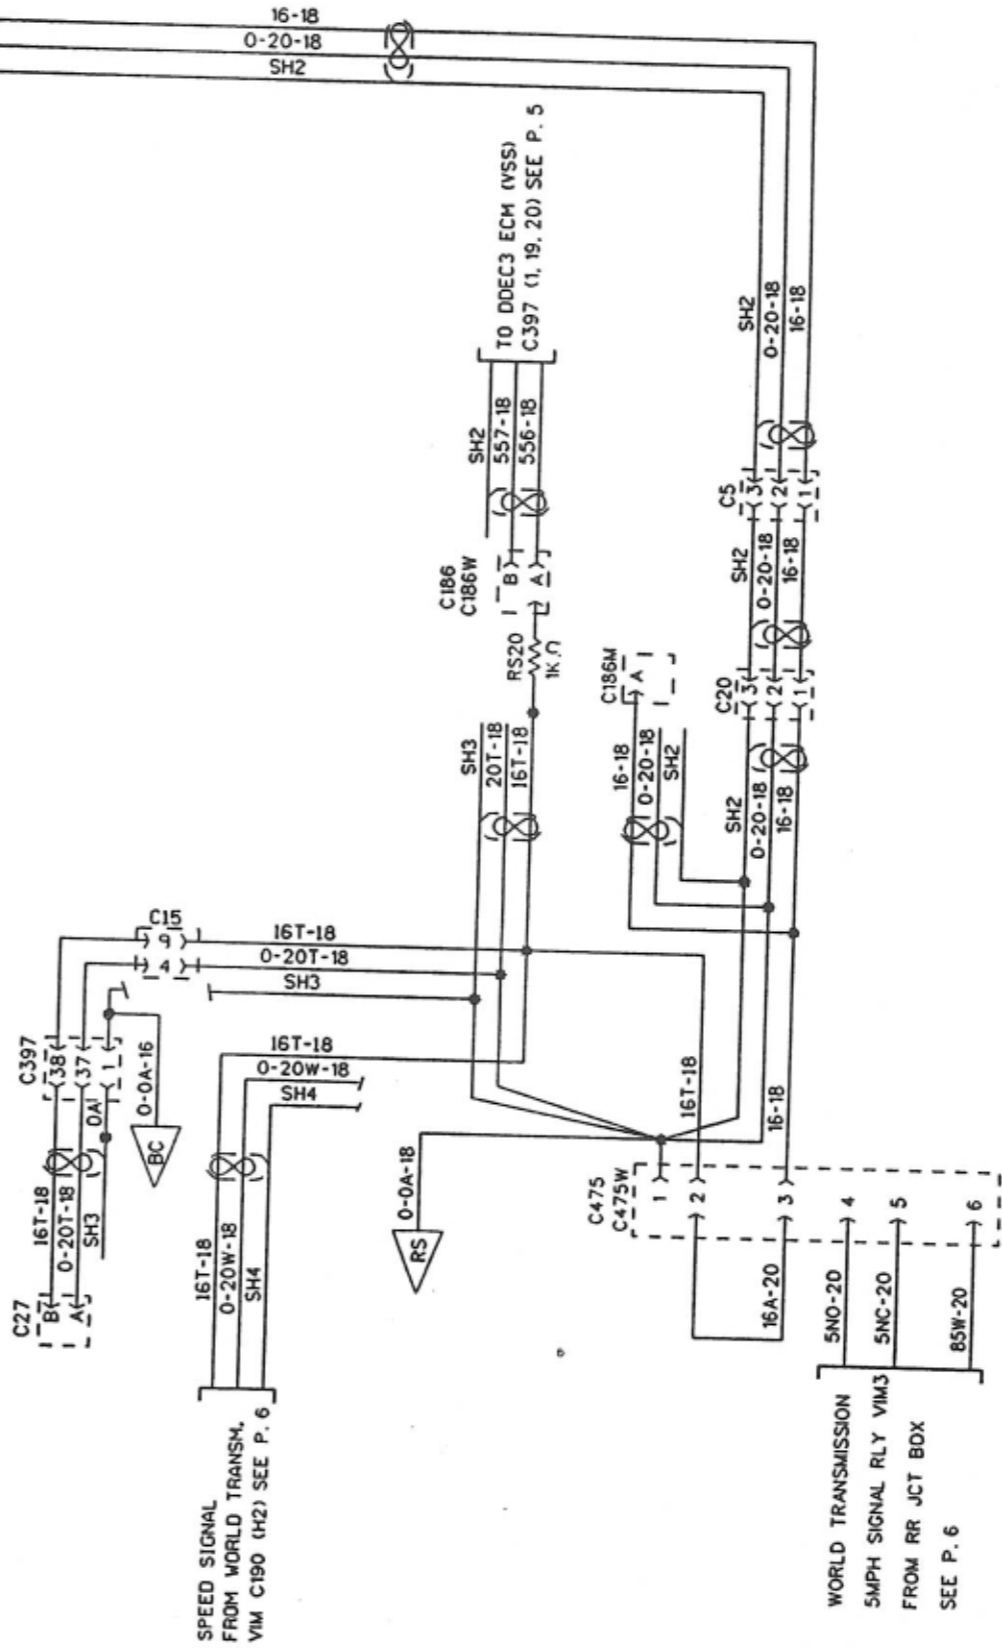 16-18
0-20-18
SH2
TO DDEC3 ECM (VSS)
C397 (1, 19, 20) SEE P. 5
SH2
557-18
556-18
SH2
0-20-18
16-18
C186
C186W
B
A
C5
3
2
1
RS20
1K Ω
SH2
0-20-18
16-18
C186M
A
C20
3
2
1
SH3
20T-18
16T-18
16-18
0-20-18
SH2
SH2
0-20-18
16-18
C15
9
4
16T-18
0-20T-18
SH3
C397
38
37
1
0A
0-0A-16
BC
16T-18
0-20W-18
SH4
16T-18
0-20T-18
SH3
C27
B
A
16T-18
0-20W-18
SH4
0-0A-18
RS
16T-18
16-18
C475
C475W
1
2
3
4
5
6
16A-20
5NO-20
5NC-20
85W-20
SPEED SIGNAL
FROM WORLD TRANSM.
VIM C190 (H2) SEE P. 6
WORLD TRANSMISSION
5MPH SIGNAL RLY VIM3
FROM RR JCT BOX
SEE P. 6